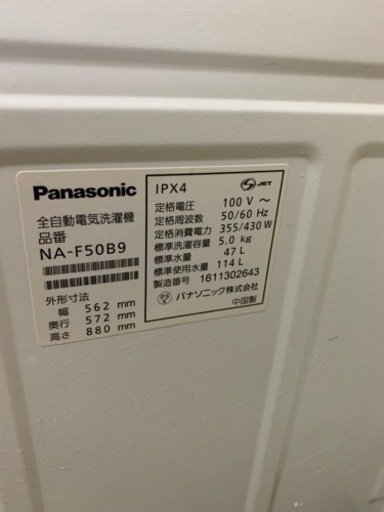 Panasonic
全自動電気洗濯機
品番
NA-F50B9
外形寸法
幅 562 mm
奥行 572 mm
高さ 880 mm
IPX4
JET
定格電圧 100 V ～
定格周波数 50/60 Hz
定格消費電力 355/430 W
標準洗濯容量 5.0 kg
標準水量 47 L
標準使用水量 114 L
製造番号 1611302643
PS E パナソニック株式会社
中国製